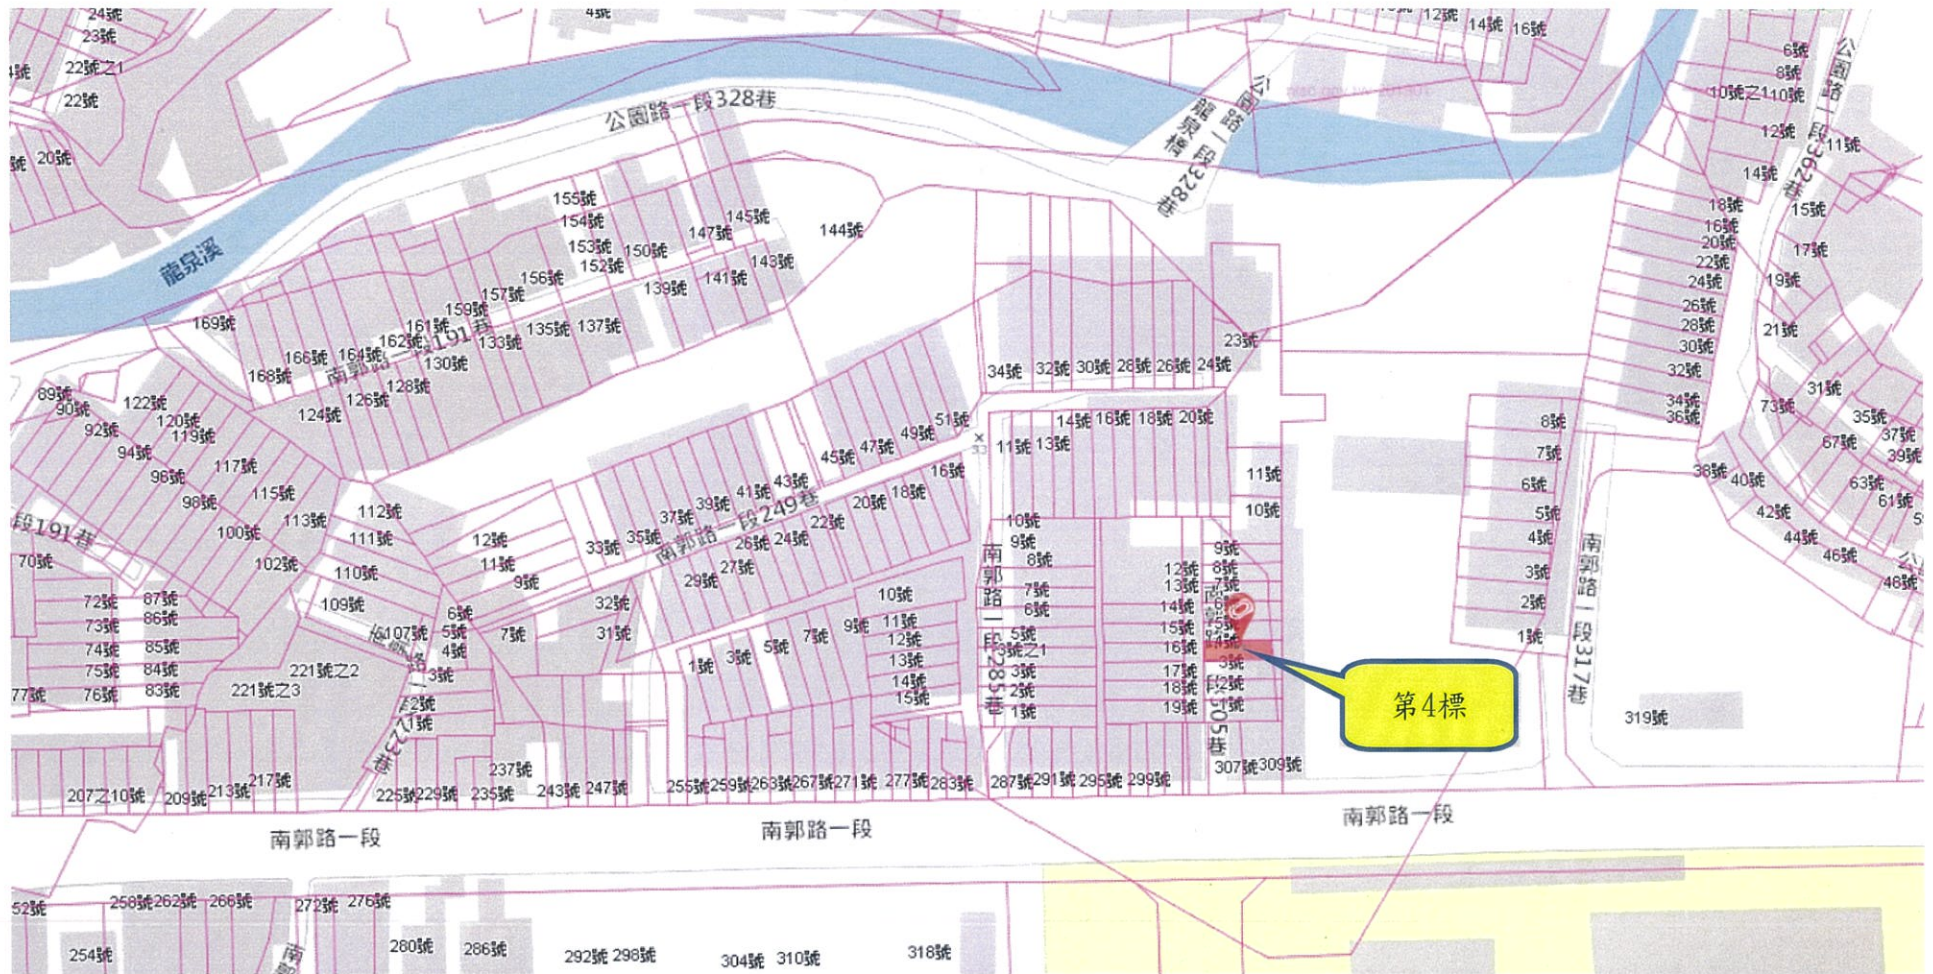 24號
4號
12號
14號
16號
23號
22號之1
22號
20號
6號
8號
10號之1
10號
12號
11號
14號
公園路一段362巷
公園路一段328巷
公園路一段328巷
龍泉橋
龍泉溪
155號
154號
153號
152號
150號
147號
145號
144號
143號
141號
139號
156號
157號
159號
161號
162號
164號
166號
168號
169號
137號
135號
133號
130號
128號
126號
124號
南郭路一段191巷
18號
16號
20號
22號
24號
26號
28號
30號
32號
34號
36號
15號
17號
19號
21號
31號
73號
35號
37號
39號
67號
63號
61號
38號
40號
42號
44號
46號
48號
23號
34號
32號
30號
28號
26號
24號
14號
16號
18號
20號
11號
13號
89號
90號
92號
94號
96號
98號
100號
102號
122號
120號
119號
117號
115號
113號
112號
111號
110號
109號
107號
段191巷
70號
72號
73號
74號
75號
76號
77號
87號
86號
85號
84號
83號
221號之2
221號之3
51號
49號
47號
45號
43號
41號
39號
37號
35號
33號
南郭路一段249巷
16號
18號
20號
22號
24號
26號
27號
29號
32號
31號
12號
11號
9號
7號
6號
5號
4號
3號
2號
1號
1號
3號
5號
7號
9號
10號
11號
12號
13號
14號
15號
10號
9號
8號
7號
6號
5號
3號之1
3號
2號
1號
南郭路一段285巷
11號
10號
9號
8號
7號
3號
2號
1號
12號
13號
14號
15號
16號
17號
18號
19號
第4標
8號
7號
6號
5號
4號
3號
2號
1號
南郭路一段317巷
319號
209號
213號
217號
225號
229號
235號
237號
243號
247號
255號
259號
263號
267號
271號
277號
283號
287號
291號
295號
299號
307號
309號
南郭路一段
南郭路一段
南郭路一段
52號
254號
258號
262號
266號
272號
276號
280號
286號
292號
298號
304號
310號
318號